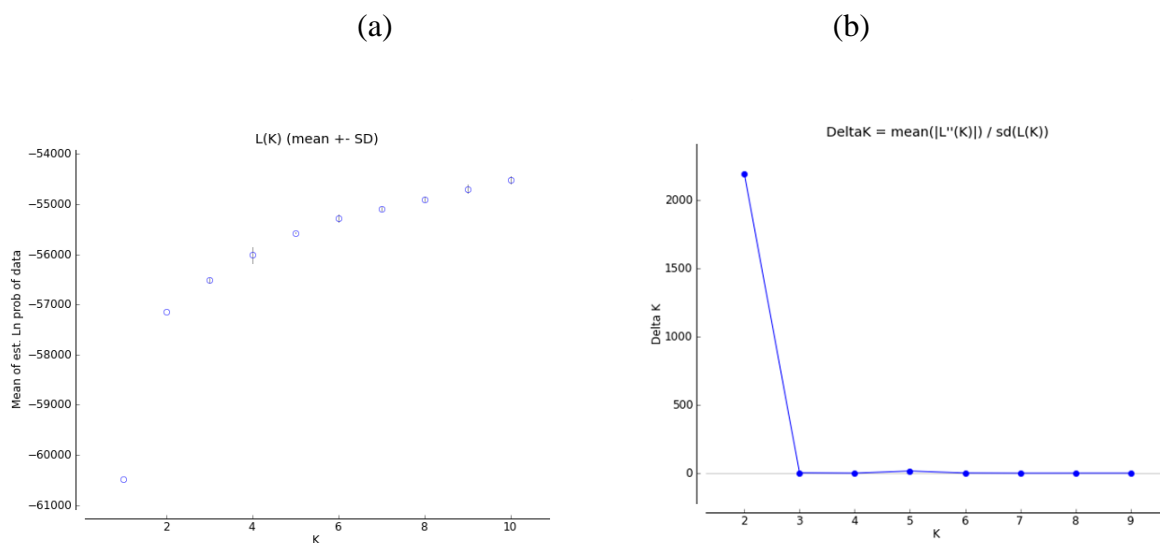 (a)
(b)
L(K) (mean +- SD)
−54000
−55000
−56000
−57000
−58000
−59000
−60000
−61000
Mean of est. Ln prob of data
2 4 6 8 10
K
DeltaK = mean(|L''(K)|) / sd(L(K))
2000
1500
1000
500
0
Delta K
2 3 4 5 6 7 8 9
K